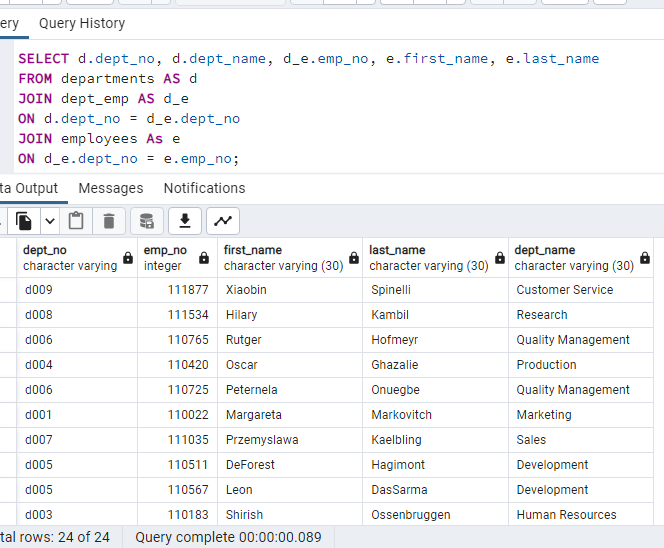 ery Query History
SELECT d.dept_no, d.dept_name, d_e.emp_no, e.first_name, e.last_name
FROM departments AS d
JOIN dept_emp AS d_e
ON d.dept_no = d_e.dept_no
JOIN employees As e
ON d_e.dept_no = e.emp_no;
ta Output Messages Notifications
dept_no emp_no first_name last_name dept_name
character varying integer character varying (30) character varying (30) character varying (30)
d009 111877 Xiaobin Spinelli Customer Service
d008 111534 Hilary Kambil Research
d006 110765 Rutger Hofmeyr Quality Management
d004 110420 Oscar Ghazalie Production
d006 110725 Peternela Onuegbe Quality Management
d001 110022 Margareta Markovitch Marketing
d007 111035 Przemyslawa Kaelbling Sales
d005 110511 DeForest Hagimont Development
d005 110567 Leon DasSarma Development
d003 110183 Shirish Ossenbruggen Human Resources
tal rows: 24 of 24 Query complete 00:00:00.089